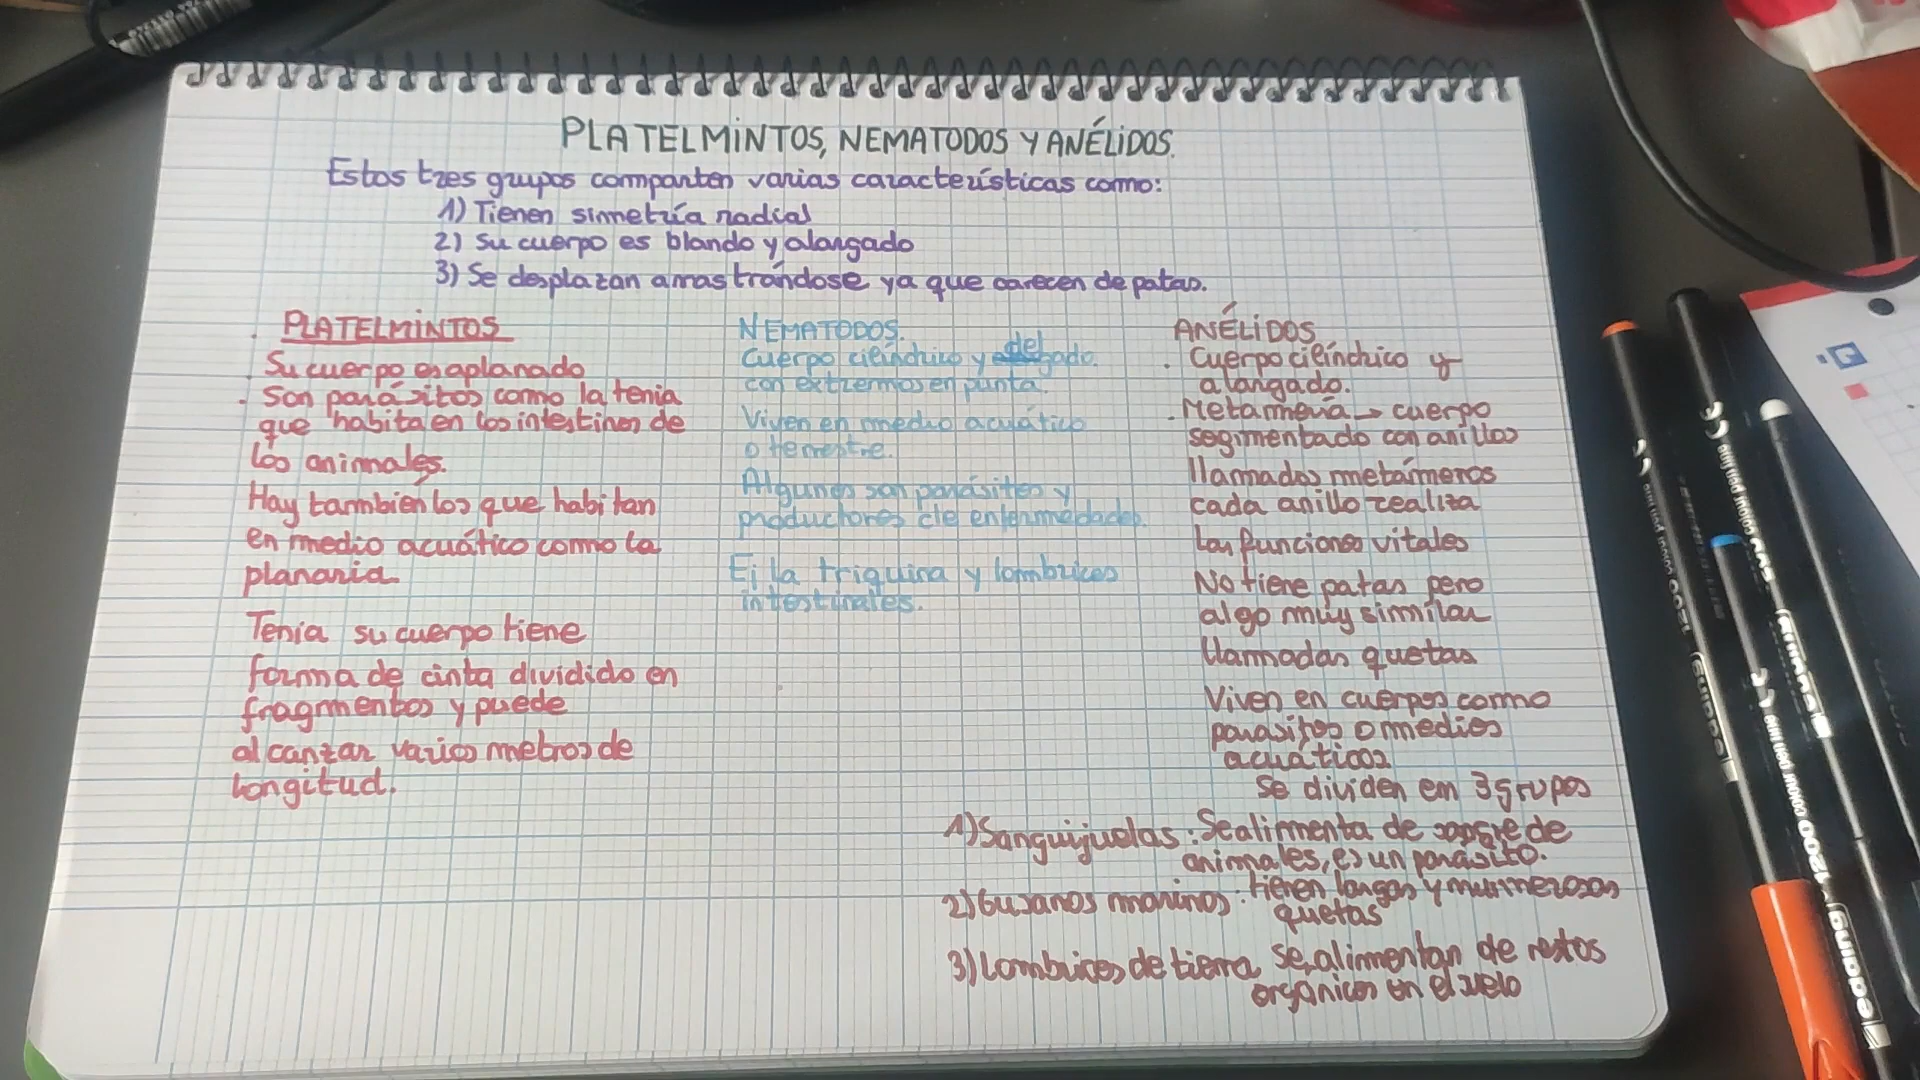 PLATELMINTOS, NEMATODOS Y ANÉLIDOS.
Estos tres grupos comparten varias características como:
1) Tienen simetría radial
2) Su cuerpo es blando y alargado
3) Se desplazan arrastrándose ya que carecen de patas.
PLATELMINTOS
Su cuerpo es aplanado
Son parásitos como la tenia
que habita en los intestinos de
los animales.
Hay también los que habitan
en medio acuático como la
planaria
Tenia su cuerpo tiene
forma de cinta dividido en
fragmentos y puede
alcanzar varios metros de
longitud.
NEMATODOS.
Cuerpo cilíndrico y delgado.
con extremos en punta.
Viven en medio acuático
o terrestre.
Algunos son parásitos y
productores de enfermedades.
Ej la triquina y lombrices
intestinales.
ANÉLIDOS
. Cuerpo cilíndrico y
alargado.
. Metamería → cuerpo
segmentado con anillos
llamados metámeros
cada anillo realiza
las funciones vitales
No tiene patas pero
algo muy similar
llamadas quetas
Viven en cuerpos como
parasitos o medios
acuáticos
Se dividen em 3 grupos
1) Sanguijuelas: Se alimenta de sangre de
animales, es un parásito.
2) Gusanos marinos: tienen largas y numerosas
quetas
3) Lombrices de tierra se alimentan de restos
orgánicos en el suelo